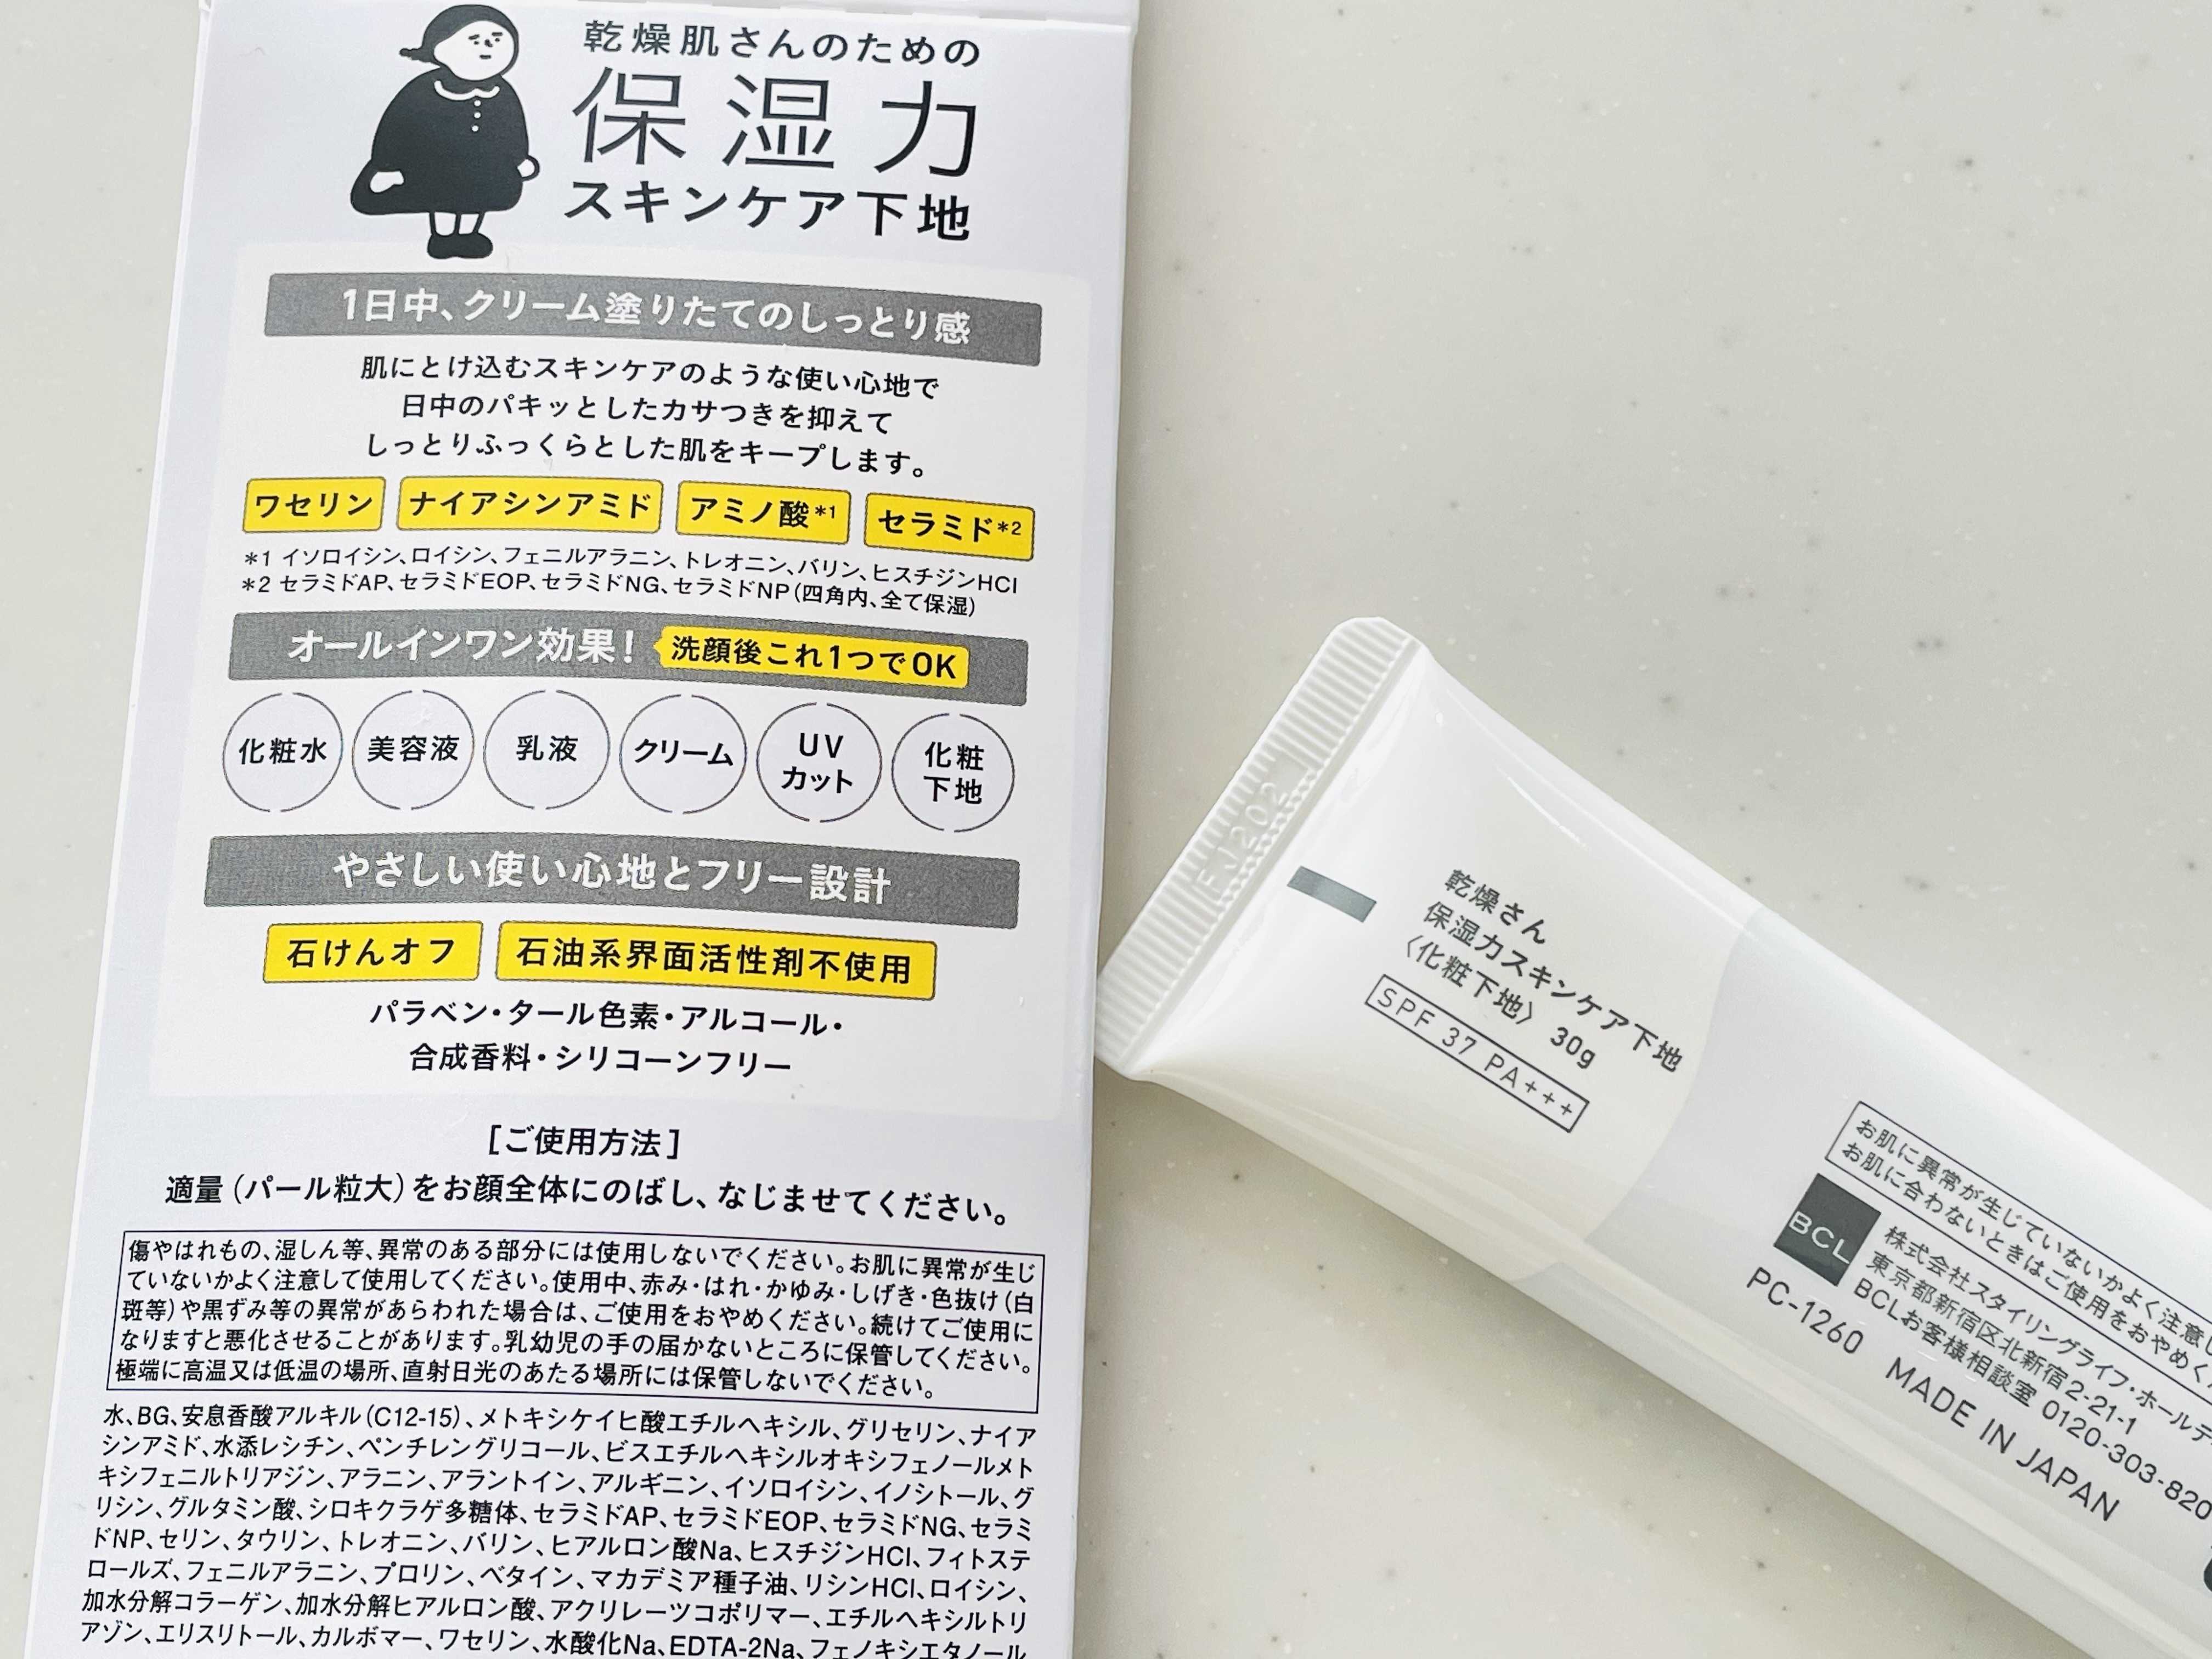 乾燥肌さんのための
保湿力
スキンケア下地
1日中、クリーム塗りたてのしっとり感
肌にとけ込むスキンケアのような使い心地で
日中のパキッとしたカサつきを抑えて
しっとりふっくらとした肌をキープします。
ワセリン ナイアシンアミド アミノ酸*1 セラミド*2
*1 イソロイシン、ロイシン、フェニルアラニン、トレオニン、バリン、ヒスチジンHCl
*2 セラミドAP、セラミドEOP、セラミドNG、セラミドNP(四角内、全て保湿)
オールインワン効果! 洗顔後これ1つでOK
化粧水 美容液 乳液 クリーム UVカット 化粧下地
やさしい使い心地とフリー設計
石けんオフ 石油系界面活性剤不使用
パラベン・タール色素・アルコール・
合成香料・シリコーンフリー
[ご使用方法]
適量(パール粒大)をお顔全体にのばし、なじませてください。
傷やはれもの、湿しん等、異常のある部分には使用しないでください。お肌に異常が生じ
ていないかよく注意して使用してください。使用中、赤み・はれ・かゆみ・しげき・色抜け(白
斑等)や黒ずみ等の異常があらわれた場合は、ご使用をおやめください。続けてご使用に
なりますと悪化させることがあります。乳幼児の手の届かないところに保管してください。
極端に高温又は低温の場所、直射日光のあたる場所には保管しないでください。
水、BG、安息香酸アルキル(C12-15)、メトキシケイヒ酸エチルヘキシル、グリセリン、ナイア
シンアミド、水添レシチン、ペンチレングリコール、ビスエチルヘキシルオキシフェノールメト
キシフェニルトリアジン、アラニン、アラントイン、アルギニン、イソロイシン、イノシトール、グ
リシン、グルタミン酸、シロキクラゲ多糖体、セラミドAP、セラミドEOP、セラミドNG、セラミ
ドNP、セリン、タウリン、トレオニン、バリン、ヒアルロン酸Na、ヒスチジンHCl、フィトステ
ロールズ、フェニルアラニン、プロリン、ベタイン、マカデミア種子油、リシンHCl、ロイシン、
加水分解コラーゲン、加水分解ヒアルロン酸、アクリレーツコポリマー、エチルヘキシルトリ
アゾン、エリスリトール、カルボマー、ワセリン、水酸化Na、EDTA-2Na、フェノキシエタノール
乾燥さん
保湿力スキンケア下地
〈化粧下地〉 30g
SPF 37 PA+++
お肌に異常が生じていないかよく注意し
お肌に合わないときはご使用をおやめく
BCL
株式会社スタイリングライフ・ホールデ
東京都新宿区北新宿2-21-1
BCLお客様相談室 0120-303-820
PC-1260 MADE IN JAPAN